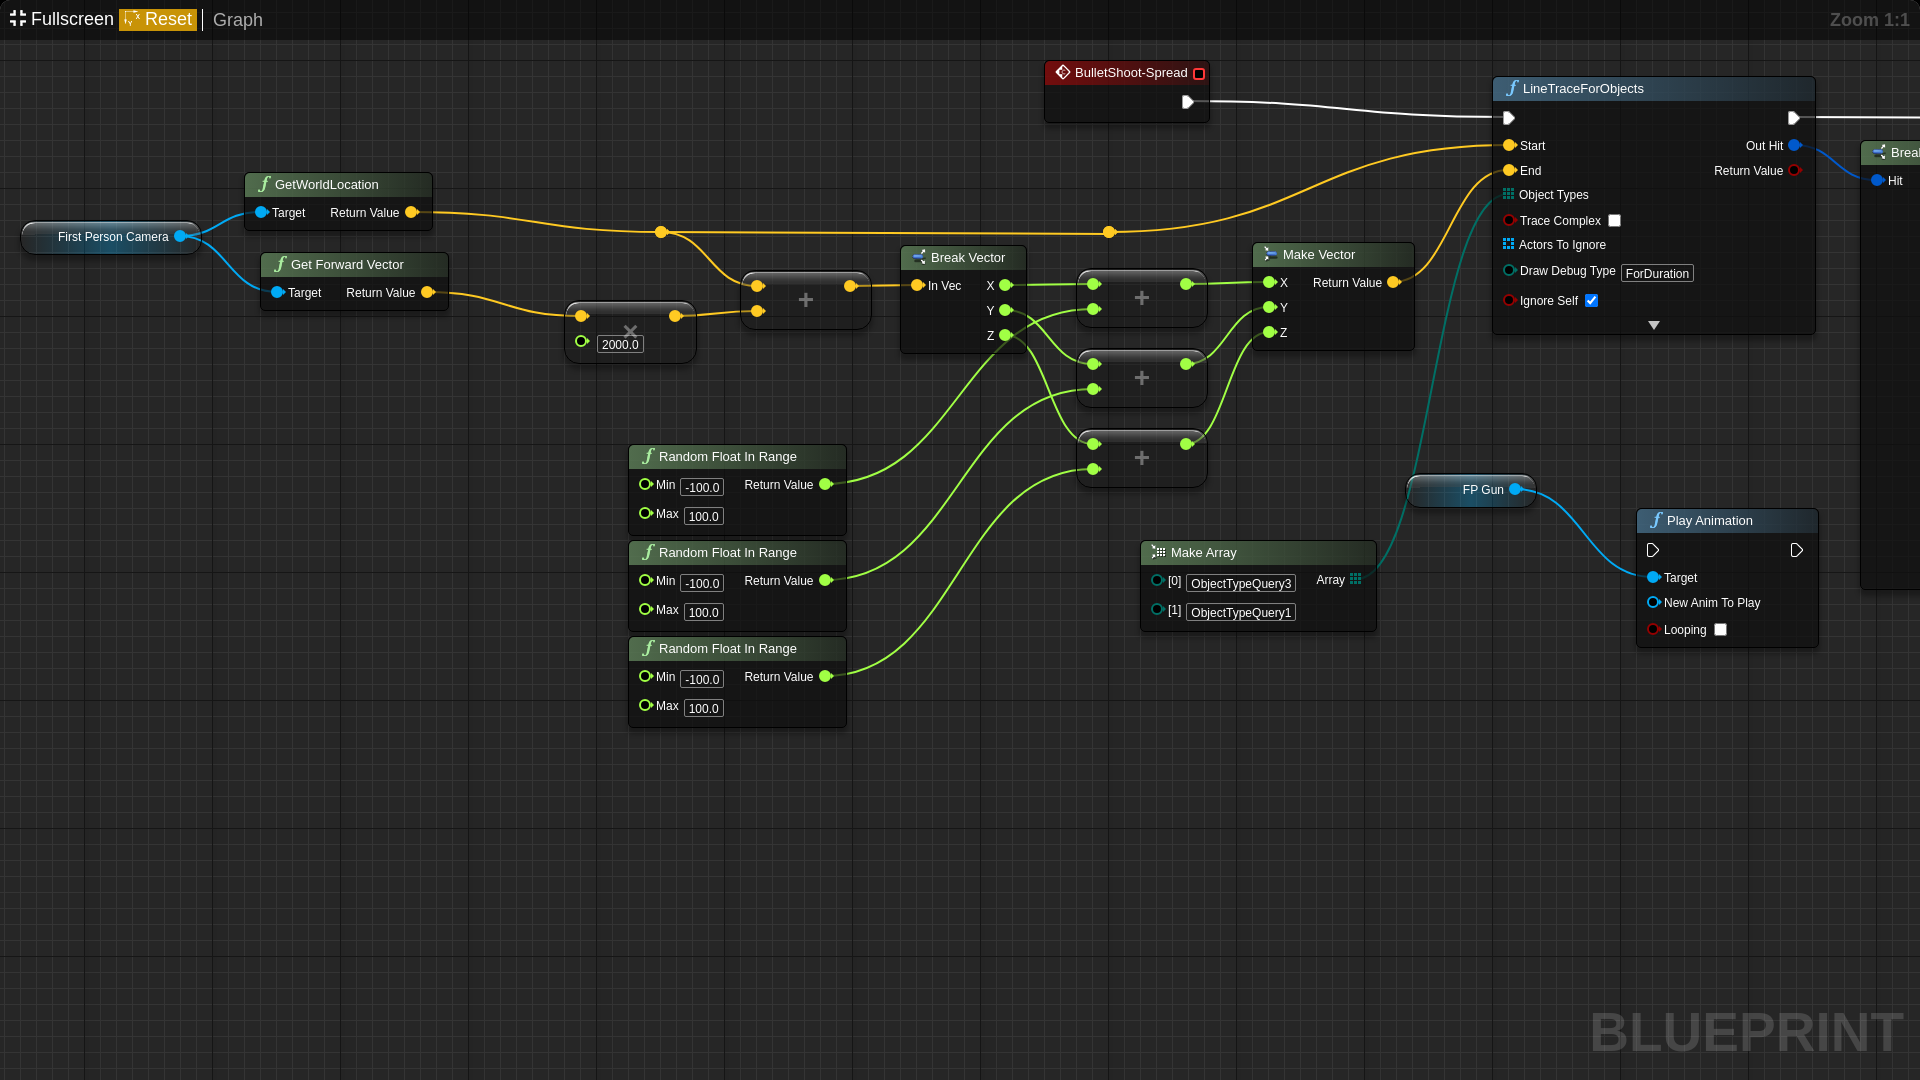 Fullscreen Reset Graph
Zoom 1:1
BulletShoot-Spread
LineTraceForObjects
Start
Out Hit
End
Return Value
Object Types
Trace Complex
Actors To Ignore
Draw Debug Type ForDuration
Ignore Self
Hit
GetWorldLocation
Target Return Value
First Person Camera
Get Forward Vector
Target Return Value
2000.0
Break Vector
In Vec X
Y
Z
Make Vector
X Return Value
Y
Z
Random Float In Range
Min -100.0 Return Value
Max 100.0
Random Float In Range
Min -100.0 Return Value
Max 100.0
Random Float In Range
Min -100.0 Return Value
Max 100.0
Make Array
[0] ObjectTypeQuery3 Array
[1] ObjectTypeQuery1
FP Gun
Play Animation
Target
New Anim To Play
Looping
BLUEPRINT